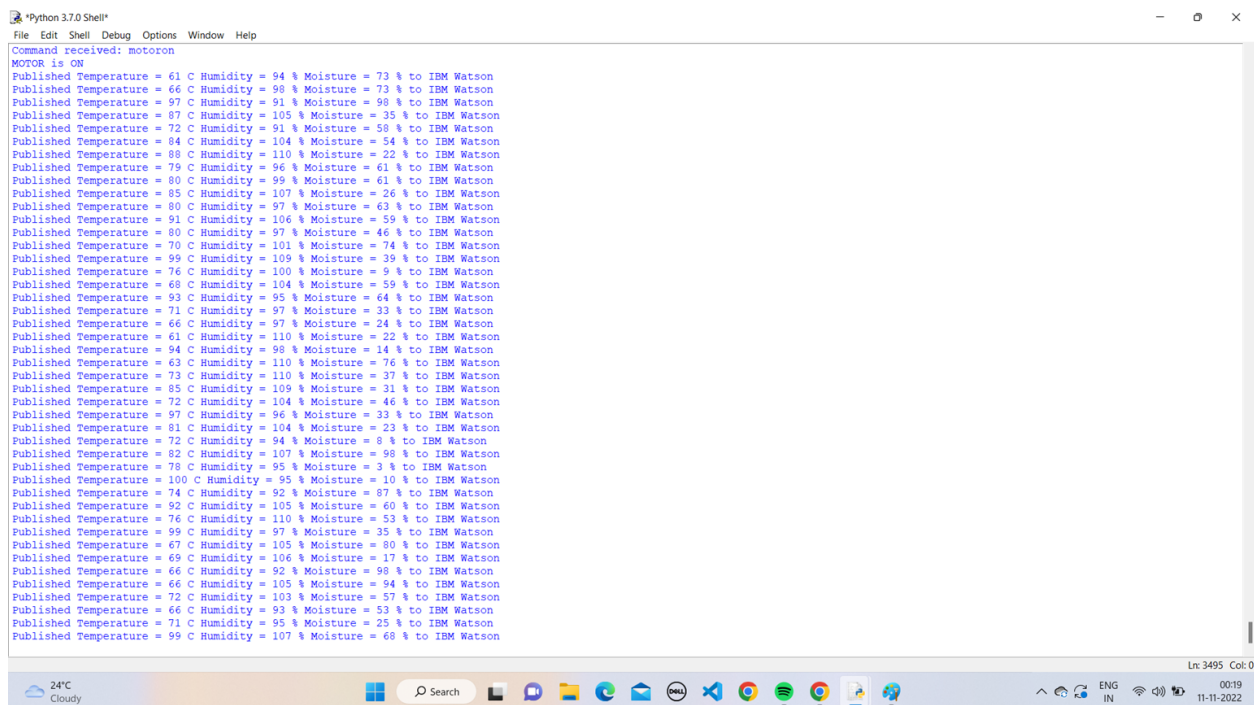 *Python 3.7.0 Shell*
File Edit Shell Debug Options Window Help
Command received: motoron
MOTOR is ON
Published Temperature = 61 C Humidity = 94 % Moisture = 73 % to IBM Watson
Published Temperature = 66 C Humidity = 98 % Moisture = 73 % to IBM Watson
Published Temperature = 97 C Humidity = 91 % Moisture = 98 % to IBM Watson
Published Temperature = 87 C Humidity = 105 % Moisture = 35 % to IBM Watson
Published Temperature = 72 C Humidity = 91 % Moisture = 58 % to IBM Watson
Published Temperature = 84 C Humidity = 104 % Moisture = 54 % to IBM Watson
Published Temperature = 88 C Humidity = 110 % Moisture = 22 % to IBM Watson
Published Temperature = 79 C Humidity = 96 % Moisture = 61 % to IBM Watson
Published Temperature = 80 C Humidity = 99 % Moisture = 61 % to IBM Watson
Published Temperature = 85 C Humidity = 107 % Moisture = 26 % to IBM Watson
Published Temperature = 80 C Humidity = 97 % Moisture = 63 % to IBM Watson
Published Temperature = 91 C Humidity = 106 % Moisture = 59 % to IBM Watson
Published Temperature = 80 C Humidity = 97 % Moisture = 46 % to IBM Watson
Published Temperature = 70 C Humidity = 101 % Moisture = 74 % to IBM Watson
Published Temperature = 99 C Humidity = 109 % Moisture = 39 % to IBM Watson
Published Temperature = 76 C Humidity = 100 % Moisture = 9 % to IBM Watson
Published Temperature = 68 C Humidity = 104 % Moisture = 59 % to IBM Watson
Published Temperature = 93 C Humidity = 95 % Moisture = 64 % to IBM Watson
Published Temperature = 71 C Humidity = 97 % Moisture = 33 % to IBM Watson
Published Temperature = 66 C Humidity = 97 % Moisture = 24 % to IBM Watson
Published Temperature = 61 C Humidity = 110 % Moisture = 22 % to IBM Watson
Published Temperature = 94 C Humidity = 98 % Moisture = 14 % to IBM Watson
Published Temperature = 63 C Humidity = 110 % Moisture = 76 % to IBM Watson
Published Temperature = 73 C Humidity = 110 % Moisture = 37 % to IBM Watson
Published Temperature = 85 C Humidity = 109 % Moisture = 31 % to IBM Watson
Published Temperature = 72 C Humidity = 104 % Moisture = 46 % to IBM Watson
Published Temperature = 97 C Humidity = 96 % Moisture = 33 % to IBM Watson
Published Temperature = 81 C Humidity = 104 % Moisture = 23 % to IBM Watson
Published Temperature = 72 C Humidity = 94 % Moisture = 8 % to IBM Watson
Published Temperature = 82 C Humidity = 107 % Moisture = 98 % to IBM Watson
Published Temperature = 78 C Humidity = 95 % Moisture = 3 % to IBM Watson
Published Temperature = 100 C Humidity = 95 % Moisture = 10 % to IBM Watson
Published Temperature = 74 C Humidity = 92 % Moisture = 87 % to IBM Watson
Published Temperature = 92 C Humidity = 105 % Moisture = 60 % to IBM Watson
Published Temperature = 76 C Humidity = 110 % Moisture = 53 % to IBM Watson
Published Temperature = 99 C Humidity = 97 % Moisture = 35 % to IBM Watson
Published Temperature = 67 C Humidity = 105 % Moisture = 80 % to IBM Watson
Published Temperature = 69 C Humidity = 106 % Moisture = 17 % to IBM Watson
Published Temperature = 66 C Humidity = 92 % Moisture = 98 % to IBM Watson
Published Temperature = 66 C Humidity = 105 % Moisture = 94 % to IBM Watson
Published Temperature = 72 C Humidity = 103 % Moisture = 57 % to IBM Watson
Published Temperature = 66 C Humidity = 93 % Moisture = 53 % to IBM Watson
Published Temperature = 71 C Humidity = 95 % Moisture = 25 % to IBM Watson
Published Temperature = 99 C Humidity = 107 % Moisture = 68 % to IBM Watson
Ln: 3495 Col: 0
24°C
Cloudy
Search
DELL
ENG
IN
00:19
11-11-2022